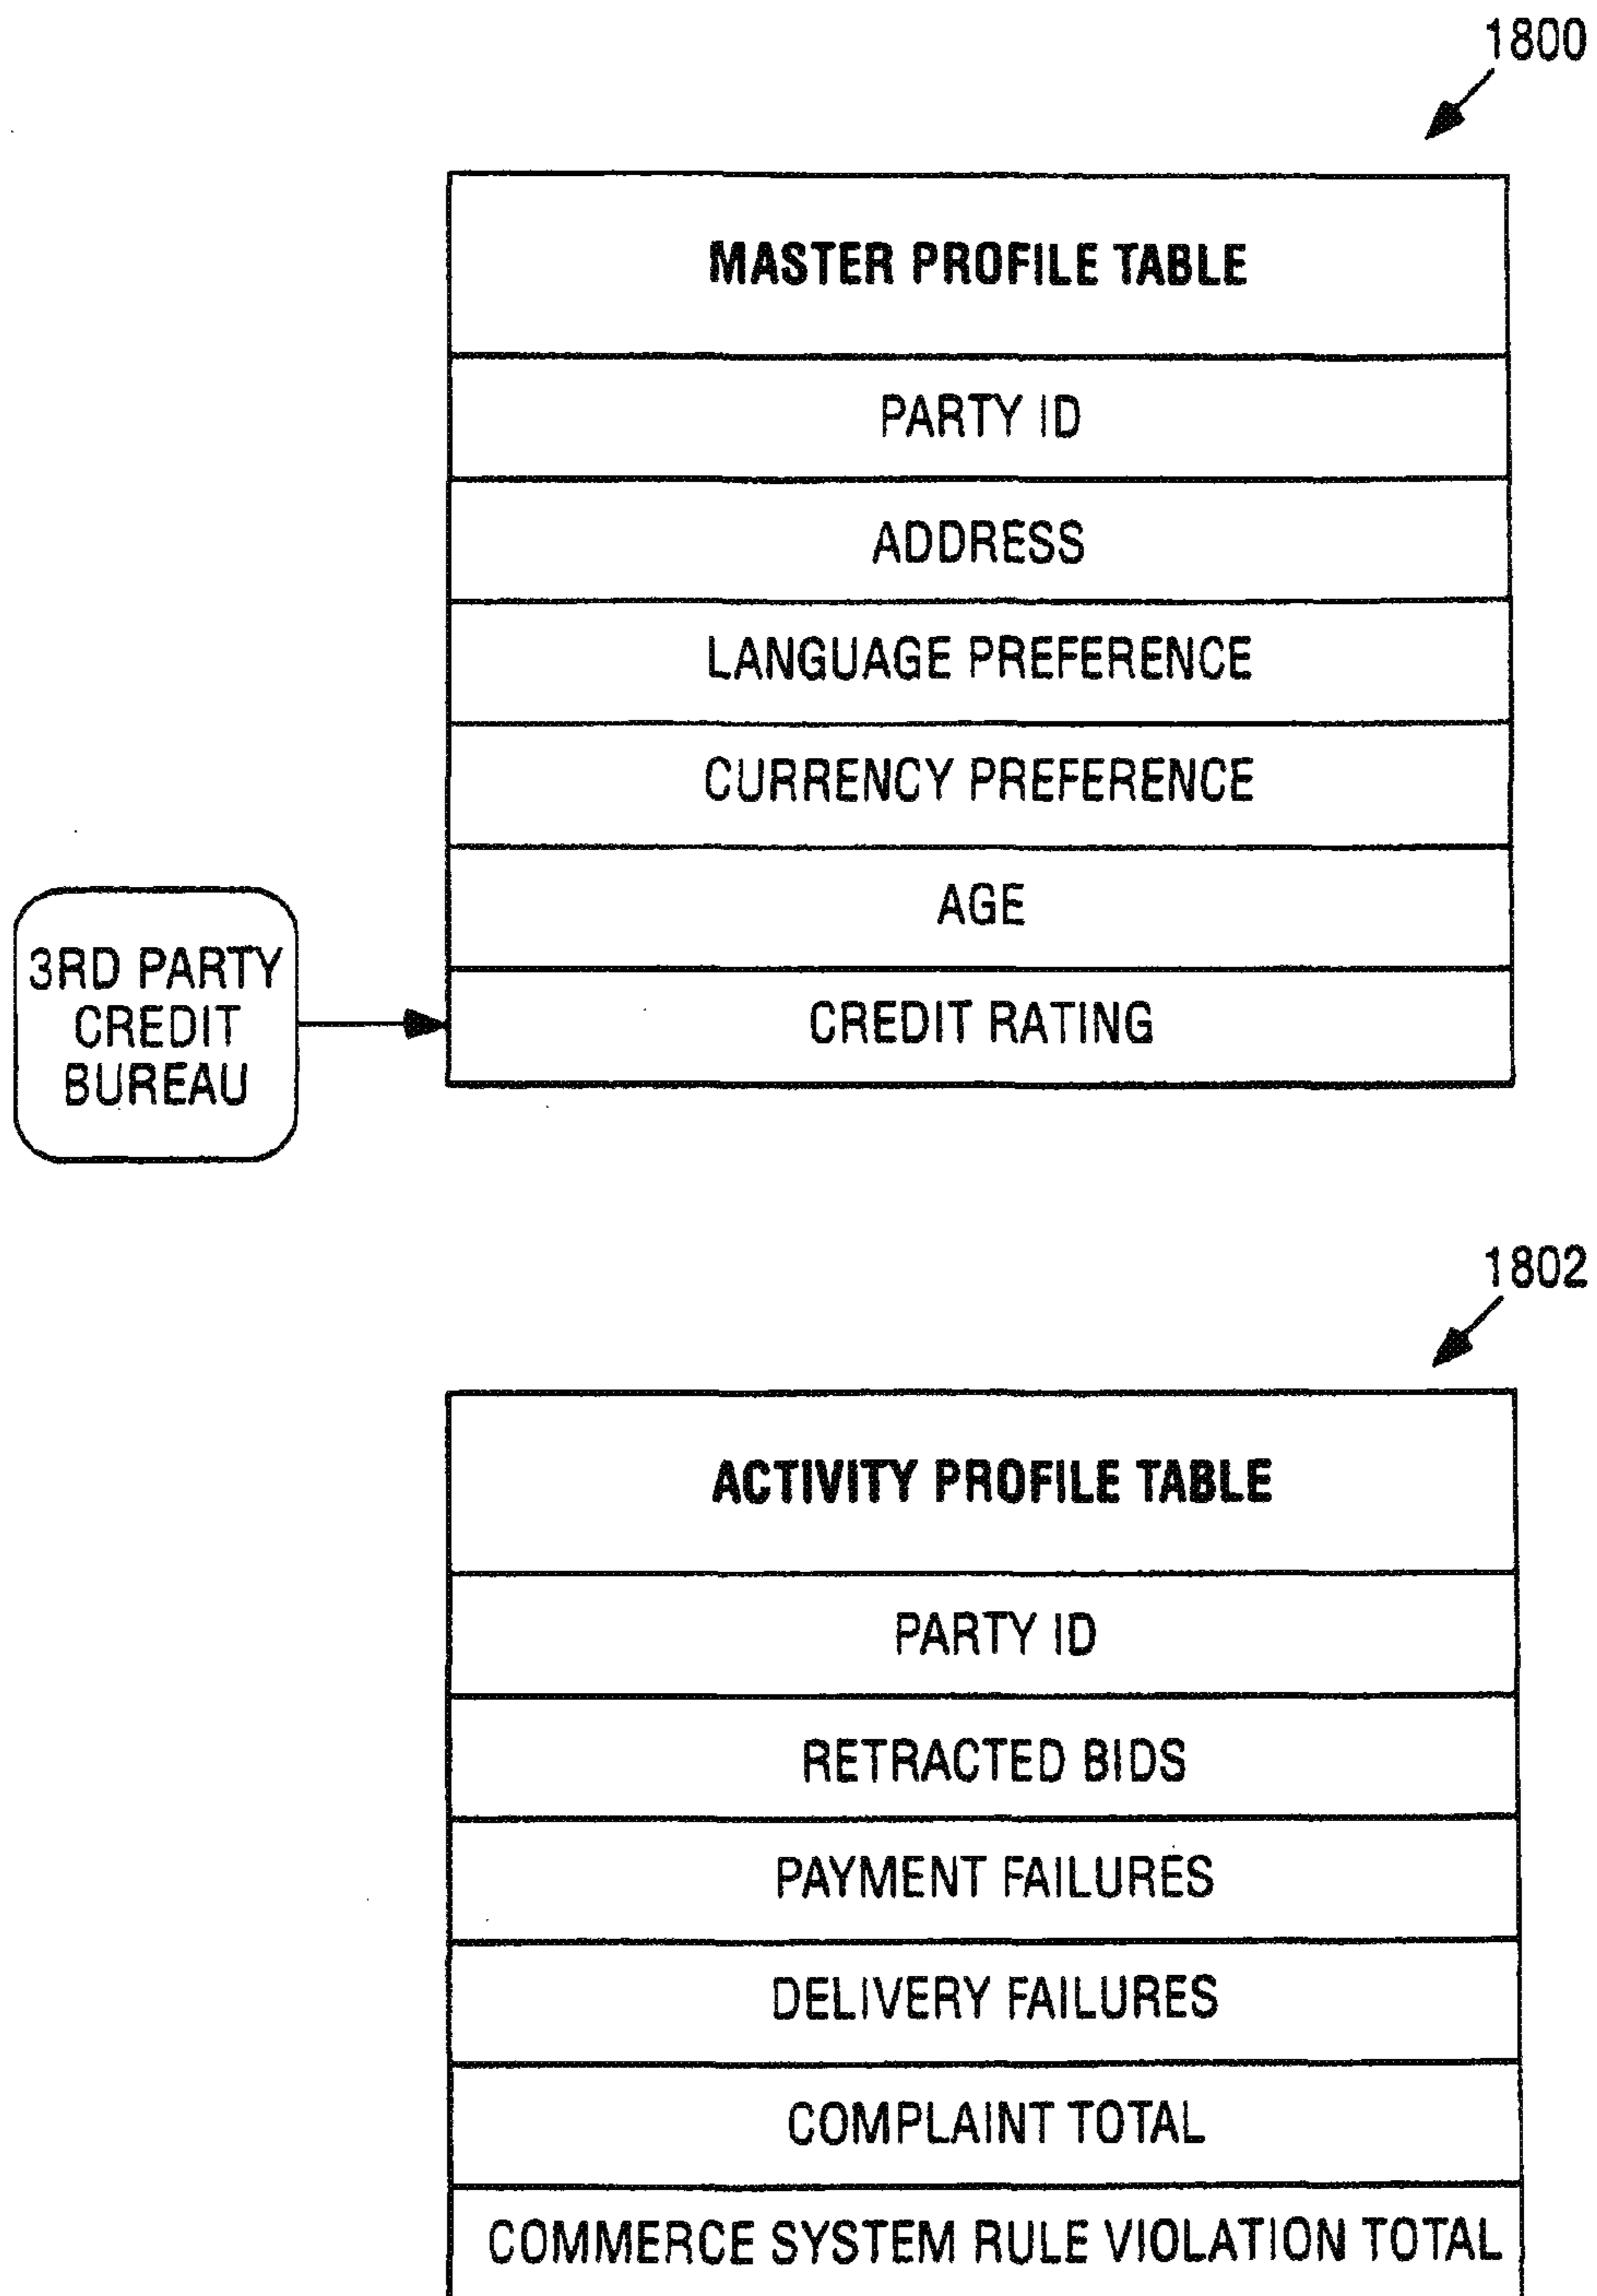 1800
MASTER PROFILE TABLE
PARTY ID
ADDRESS
LANGUAGE PREFERENCE
CURRENCY PREFERENCE
AGE
3RD PARTY
CREDIT
BUREAU
CREDIT RATING
1802
ACTIVITY PROFILE TABLE
PARTY ID
RETRACTED BIDS
PAYMENT FAILURES
DELIVERY FAILURES
COMPLAINT TOTAL
COMMERCE SYSTEM RULE VIOLATION TOTAL